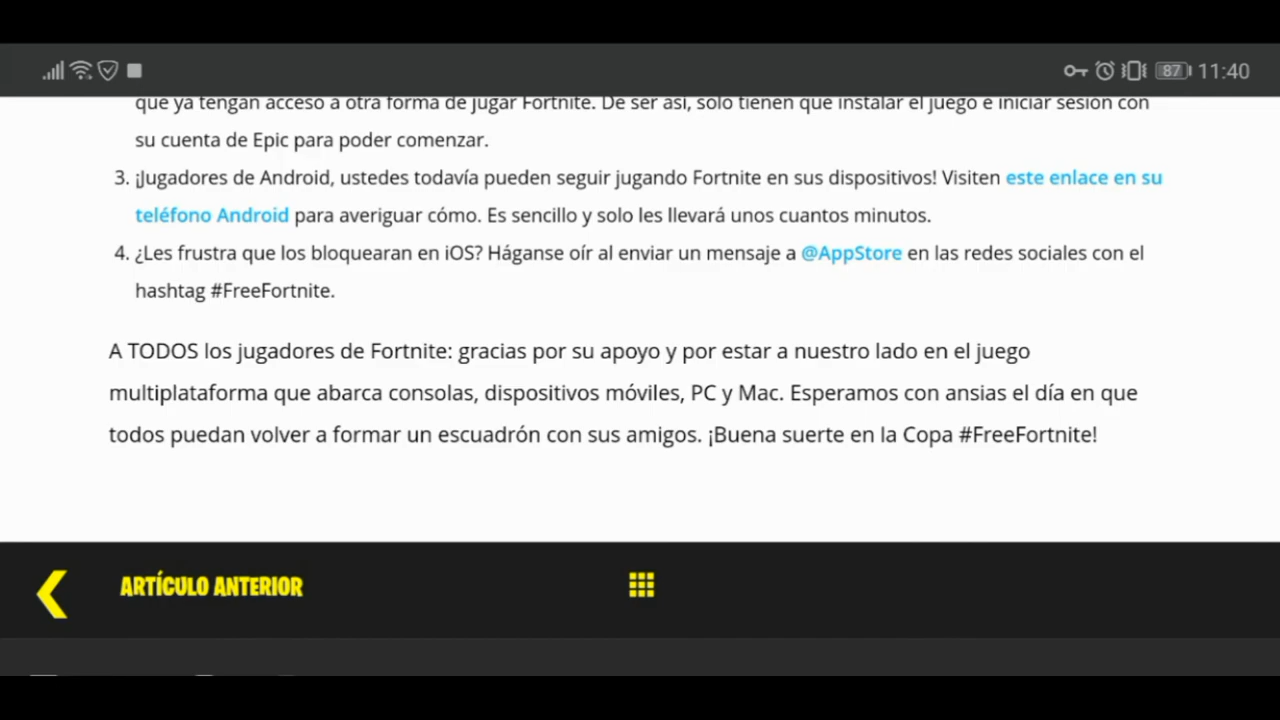 87 11:40
que ya tengan acceso a otra forma de jugar Fortnite. De ser así, solo tienen que instalar el juego e iniciar sesión con
su cuenta de Epic para poder comenzar.
3. ¡Jugadores de Android, ustedes todavía pueden seguir jugando Fortnite en sus dispositivos! Visiten este enlace en su
teléfono Android para averiguar cómo. Es sencillo y solo les llevará unos cuantos minutos.
4. ¿Les frustra que los bloquearan en iOS? Háganse oír al enviar un mensaje a @AppStore en las redes sociales con el
hashtag #FreeFortnite.
A TODOS los jugadores de Fortnite: gracias por su apoyo y por estar a nuestro lado en el juego
multiplataforma que abarca consolas, dispositivos móviles, PC y Mac. Esperamos con ansias el día en que
todos puedan volver a formar un escuadrón con sus amigos. ¡Buena suerte en la Copa #FreeFortnite!
ARTÍCULO ANTERIOR